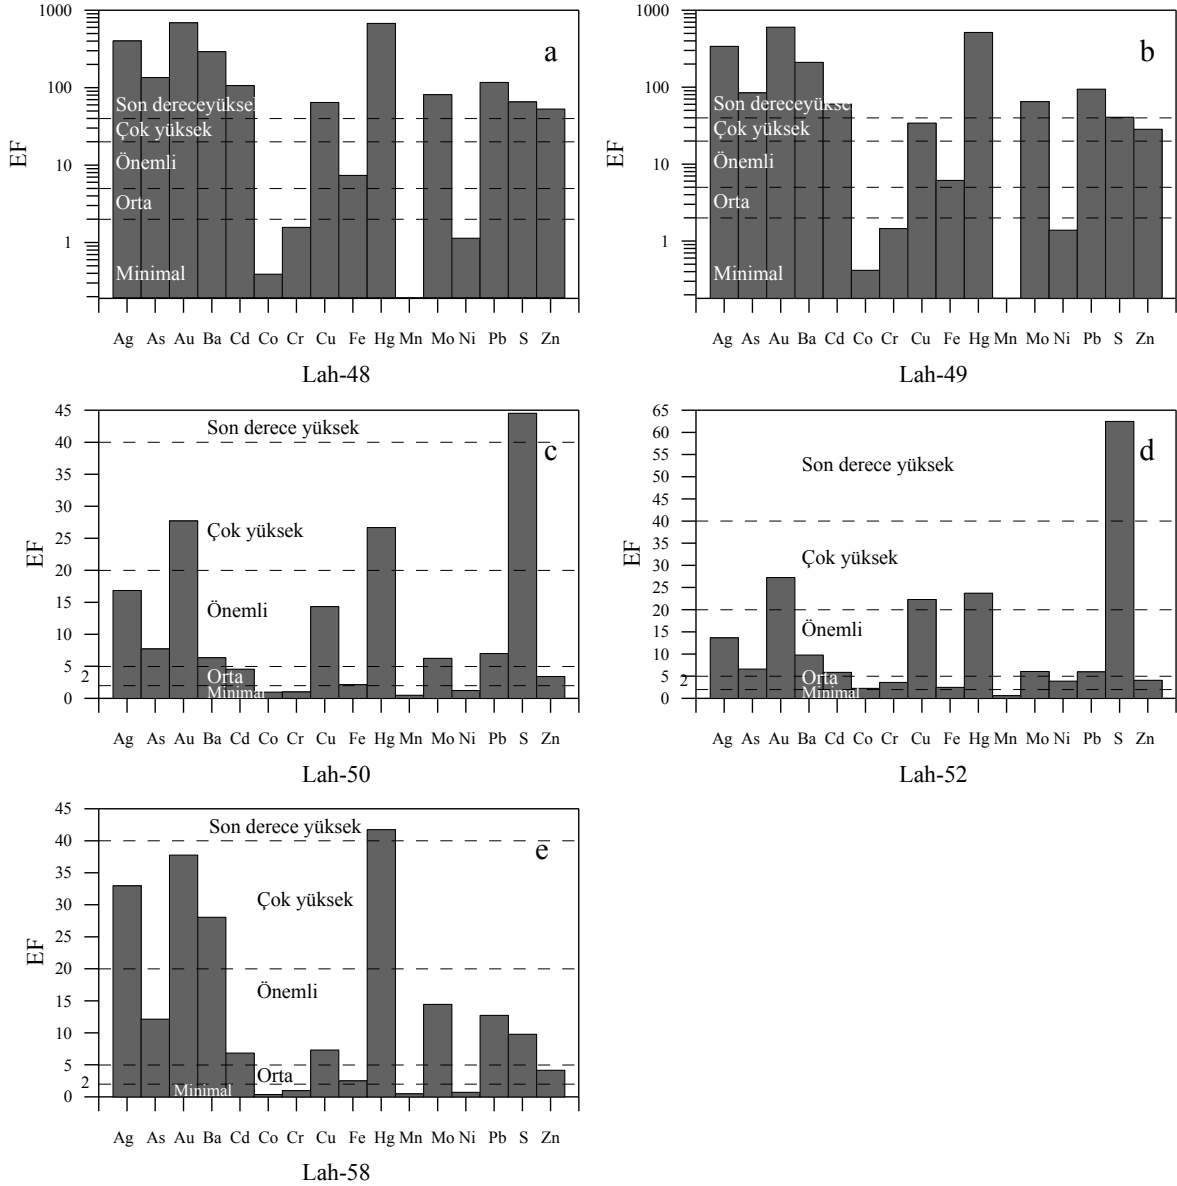 1000
a
100
Son dereceyüksek
Çok yüksek
EF
10
Önemli
Orta
1
Minimal
Ag As Au Ba Cd Co Cr Cu Fe Hg Mn Mo Ni Pb S Zn
Lah-48
1000
b
100
Son dereceyüksek
Çok yüksek
EF
10
Önemli
Orta
1
Minimal
Ag As Au Ba Cd Co Cr Cu Fe Hg Mn Mo Ni Pb S Zn
Lah-49
45
Son derece yüksek
40
c
35
30
Çok yüksek
25
EF
20
15
Önemli
10
5
Orta
2
Minimal
0
Ag As Au Ba Cd Co Cr Cu Fe Hg Mn Mo Ni Pb S Zn
Lah-50
65
60
d
55
Son derece yüksek
50
45
40
35
Çok yüksek
30
EF
25
20
15
Önemli
10
5
Orta
2
Minimal
0
Ag As Au Ba Cd Co Cr Cu Fe Hg Mn Mo Ni Pb S Zn
Lah-52
45
Son derece yüksek
40
e
35
30
Çok yüksek
25
EF
20
15
Önemli
10
5
Orta
2
Minimal
0
Ag As Au Ba Cd Co Cr Cu Fe Hg Mn Mo Ni Pb S Zn
Lah-58